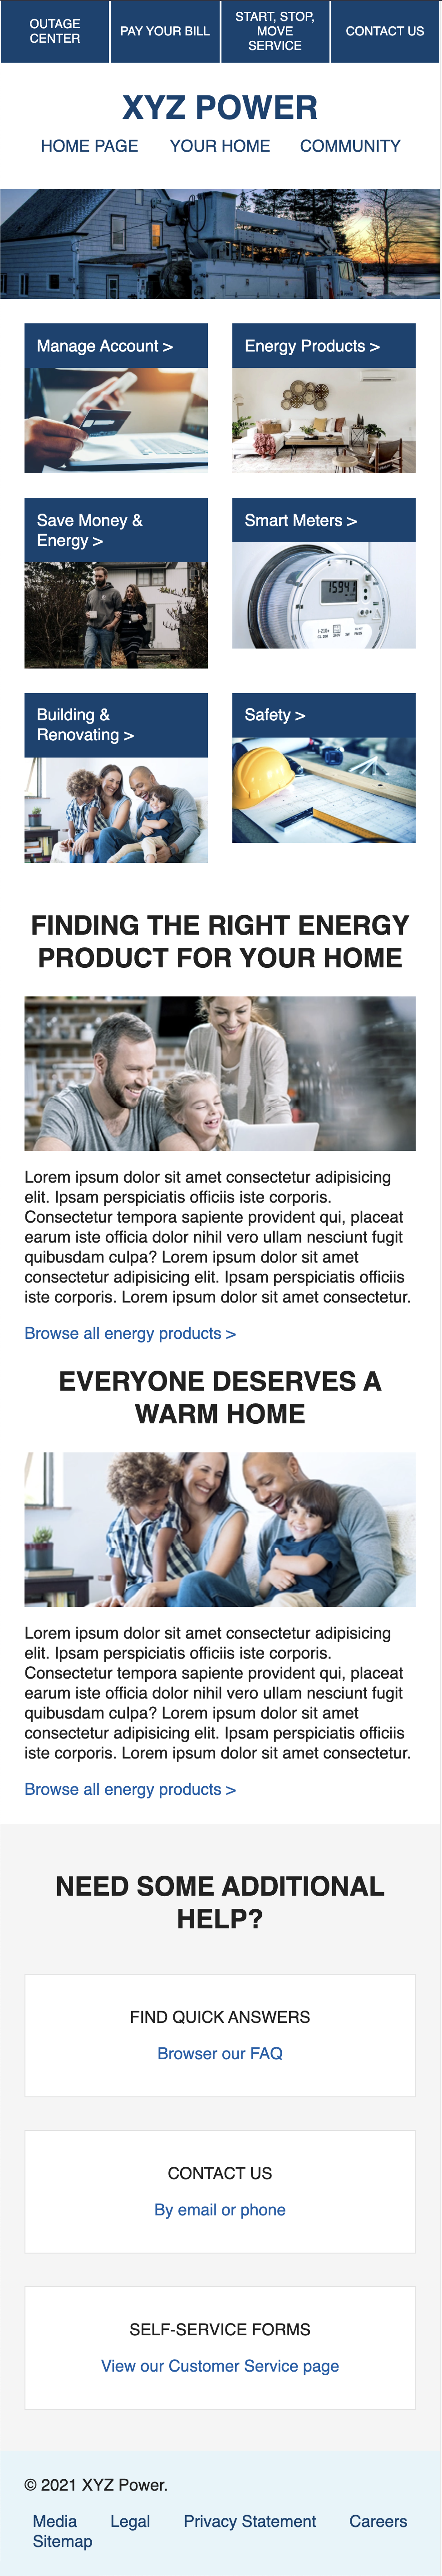 OUTAGE
CENTER
PAY YOUR BILL
START, STOP,
MOVE
SERVICE
CONTACT US
XYZ POWER
HOME PAGE
YOUR HOME
COMMUNITY
Manage Account >
Energy Products >
Save Money &
Energy >
Smart Meters >
15941
Building &
Renovating >
Safety >
FINDING THE RIGHT ENERGY
PRODUCT FOR YOUR HOME
Lorem ipsum dolor sit amet consectetur adipisicing
elit. Ipsam perspiciatis officiis iste corporis.
Consectetur tempora sapiente provident qui, placeat
earum iste officia dolor nihil vero ullam nesciunt fugit
quibusdam culpa? Lorem ipsum dolor sit amet
consectetur adipisicing elit. Ipsam perspiciatis officiis
iste corporis. Lorem ipsum dolor sit amet consectetur.
Browse all energy products >
EVERYONE DESERVES A
WARM HOME
Lorem ipsum dolor sit amet consectetur adipisicing
elit. Ipsam perspiciatis officiis iste corporis.
Consectetur tempora sapiente provident qui, placeat
earum iste officia dolor nihil vero ullam nesciunt fugit
quibusdam culpa? Lorem ipsum dolor sit amet
consectetur adipisicing elit. Ipsam perspiciatis officiis
iste corporis. Lorem ipsum dolor sit amet consectetur.
Browse all energy products >
NEED SOME ADDITIONAL
HELP?
FIND QUICK ANSWERS
Browser our FAQ
CONTACT US
By email or phone
SELF-SERVICE FORMS
View our Customer Service page
© 2021 XYZ Power.
Media
Legal
Privacy Statement
Careers
Sitemap